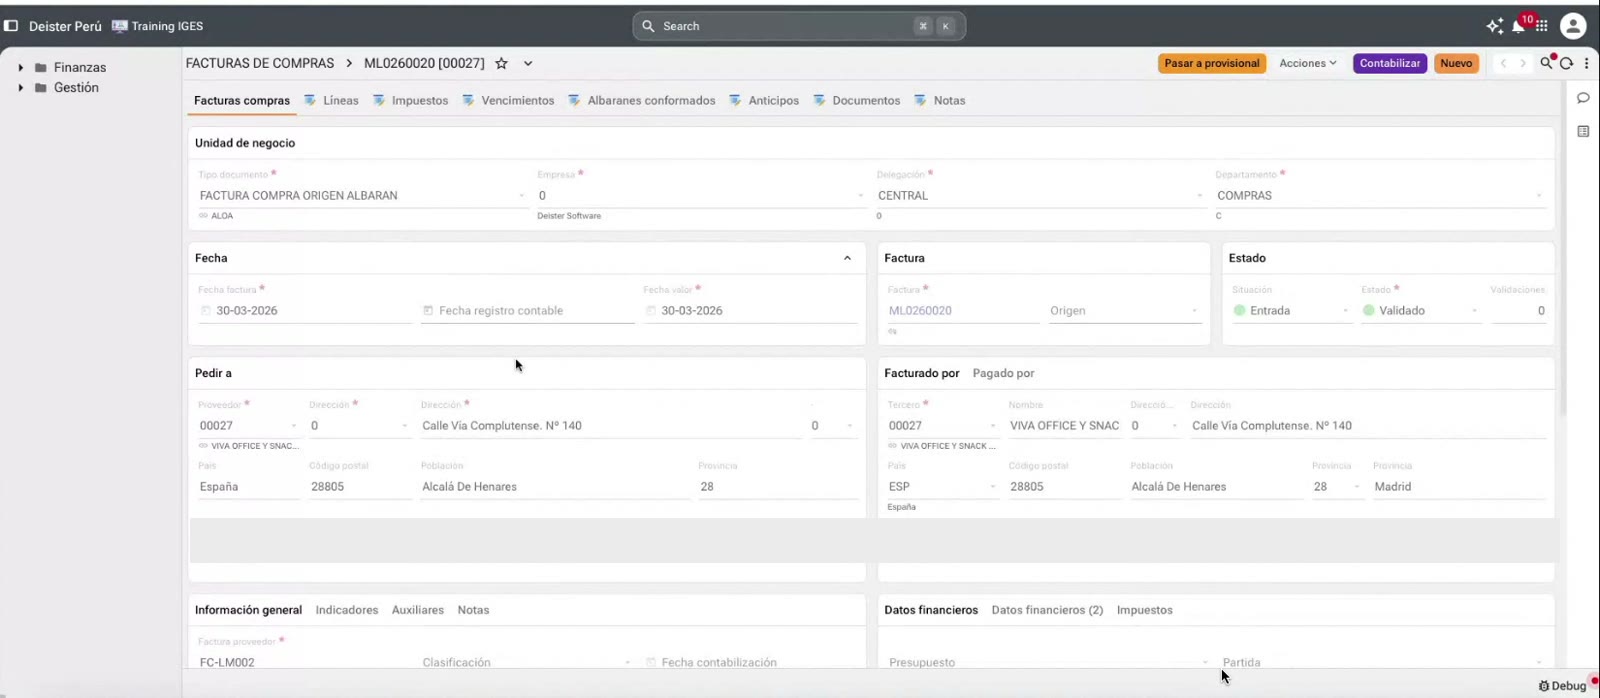 Deister Perú Training IGES Search ⌘ K 10
Finanzas
Gestión
FACTURAS DE COMPRAS > ML0260020 [00027] Pasar a provisional Acciones Contabilizar Nuevo
Facturas compras Líneas Impuestos Vencimientos Albaranes conformados Anticipos Documentos Notas
Unidad de negocio
Tipo documento * Empresa * Delegación * Departamento *
FACTURA COMPRA ORIGEN ALBARAN 0 CENTRAL COMPRAS
ALOA Deister Software 0 C
Fecha Factura Estado
Fecha factura * Fecha valor * Factura * Situación Estado * Validaciones
30-03-2026 Fecha registro contable 30-03-2026 ML0260020 Origen Entrada Validado 0
Pedir a Facturado por Pagado por
Proveedor * Dirección * Dirección * Tercero * Nombre Direcció... Dirección
00027 0 Calle Vía Complutense. Nº 140 0 00027 VIVA OFFICE Y SNAC 0 Calle Vía Complutense. Nº 140
VIVA OFFICE Y SNAC... VIVA OFFICE Y SNACK ...
País Código postal Población Provincia País Código postal Población Provincia Provincia
España 28805 Alcalá De Henares 28 ESP 28805 Alcalá De Henares 28 Madrid
España
Información general Indicadores Auxiliares Notas Datos financieros Datos financieros (2) Impuestos
Factura proveedor *
FC-LM002 Clasificación Fecha contabilización Presupuesto Partida
Debug